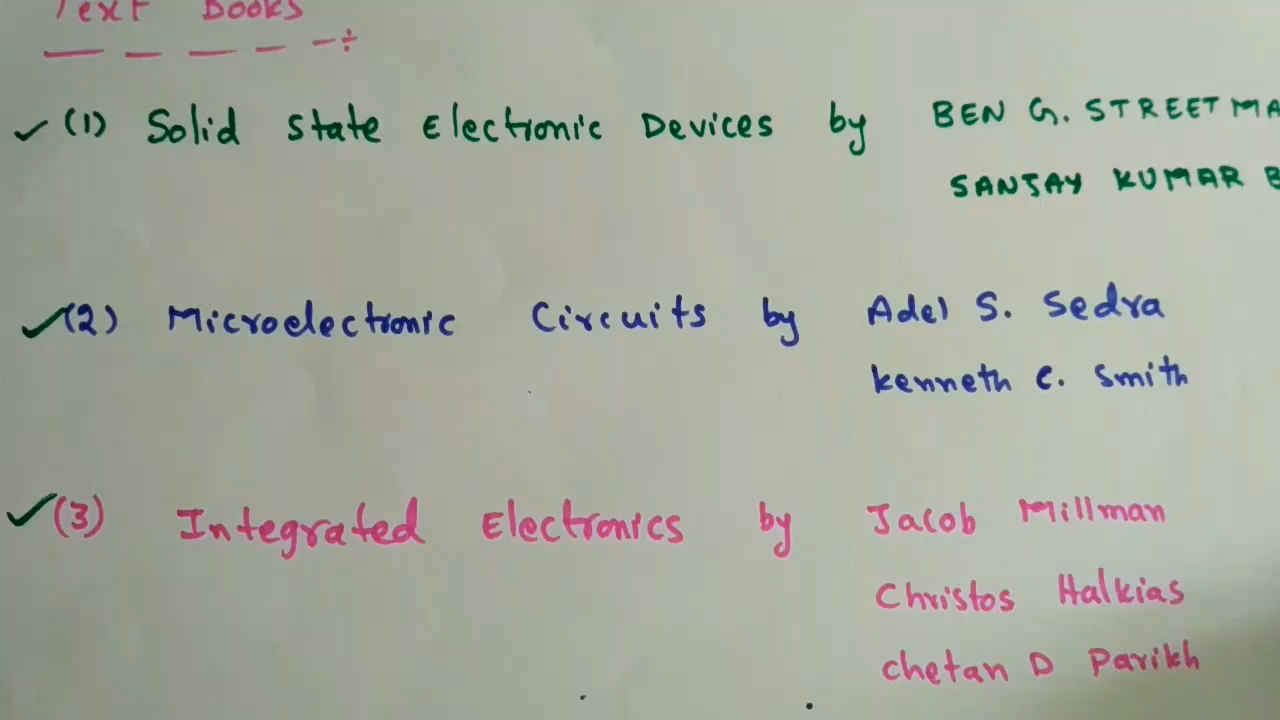 Text Books
(1) Solid State Electronic Devices by BEN G. STREETMA
SANJAY KUMAR B
(2) Microelectronic Circuits by Adel S. Sedra
Kenneth C. Smith
(3) Integrated Electronics by Jacob Millman
Christos Halkias
Chetan D Parikh